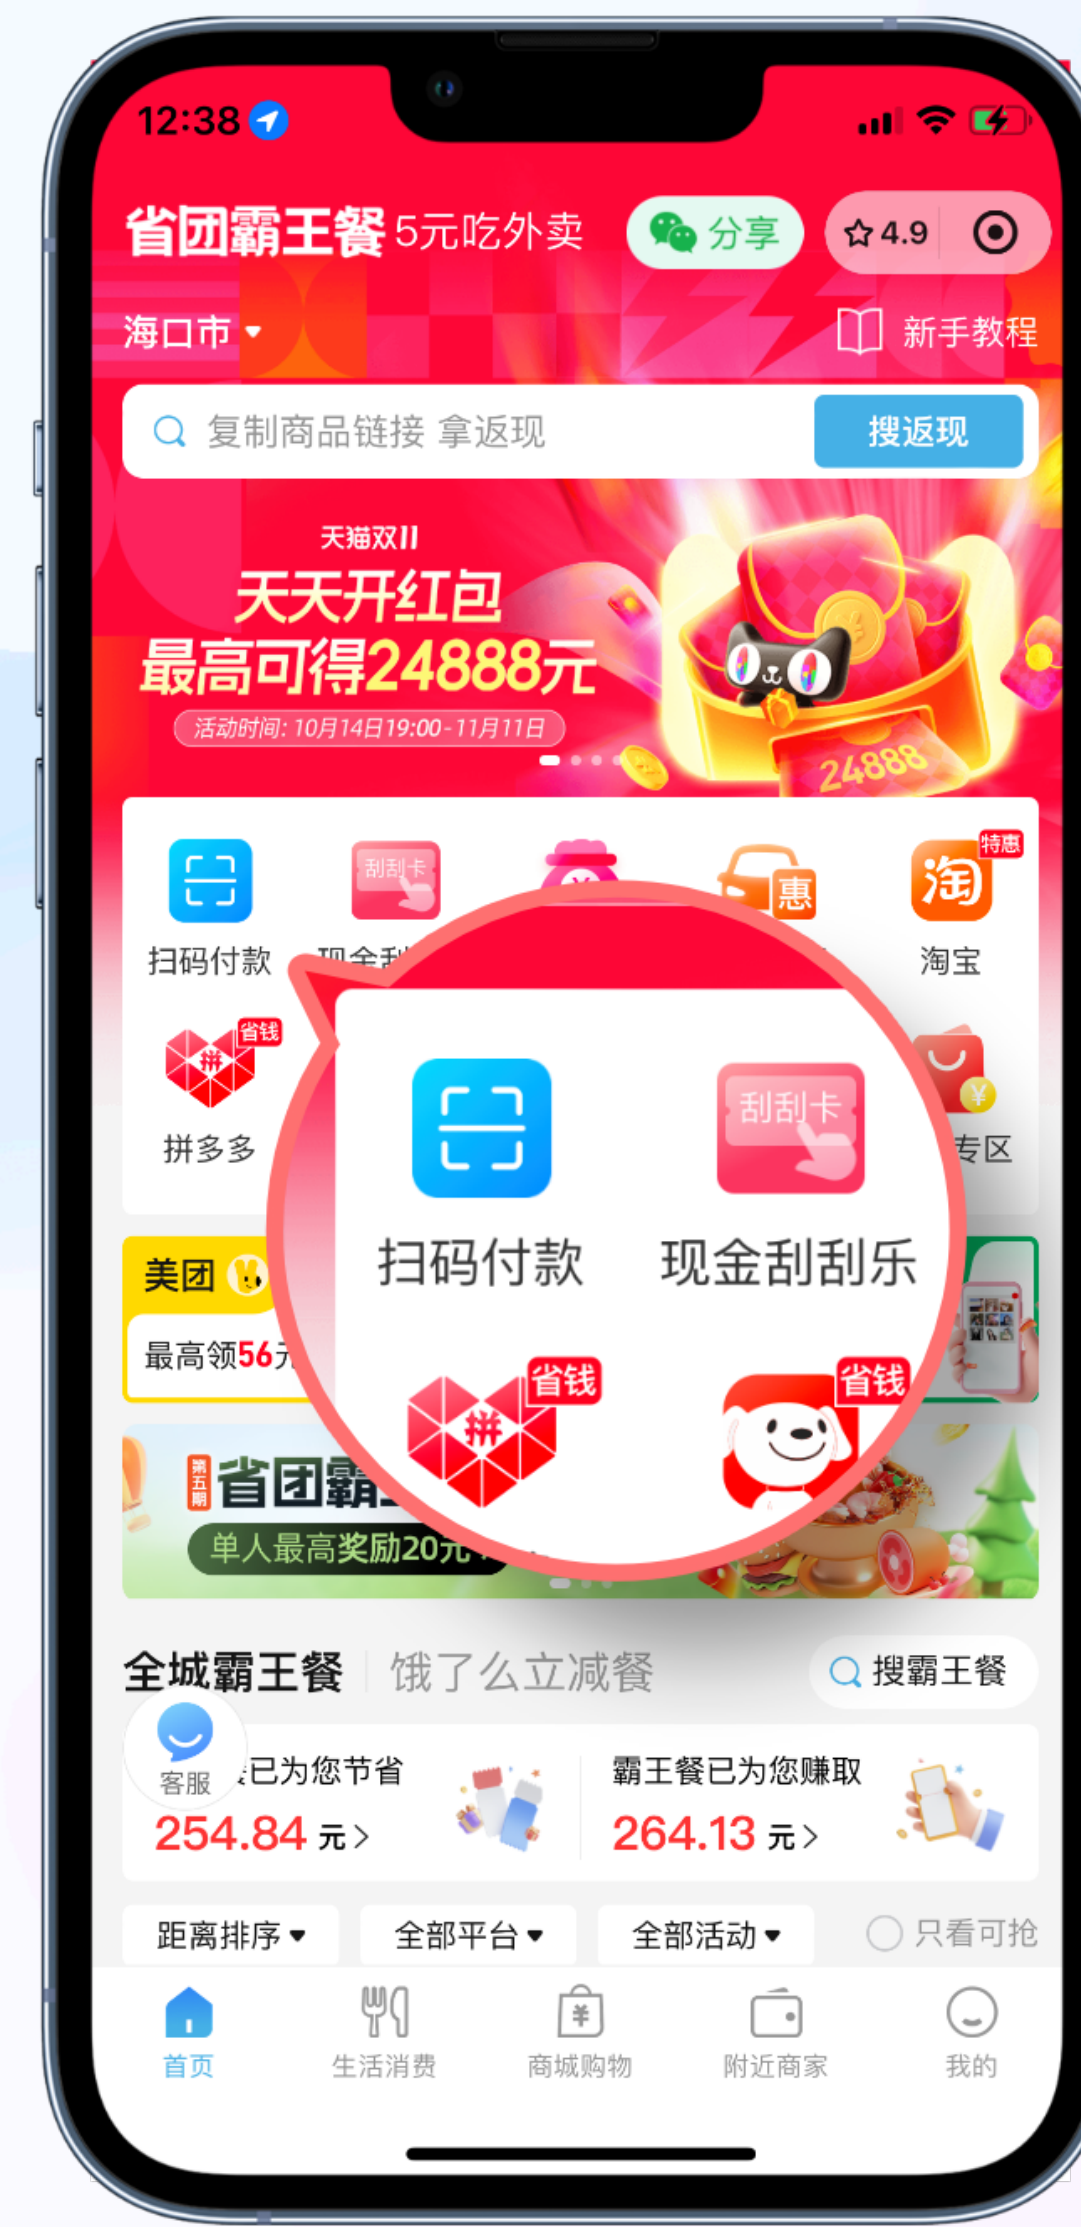 12:38
省团霸王餐 5元吃外卖 分享 4.9
海口市 新手教程
复制商品链接 拿返现 搜返现
天猫双11
天天开红包
最高可得24888元
活动时间: 10月14日19:00-11月11日
24888
刮刮卡 惠 淘 特惠
扫码付款 现金刮 淘宝
拼 省钱
拼多多 专区
刮刮卡
扫码付款 现金刮刮乐
拼 省钱 省钱
美团
最高领56元
第五期 省团霸
单人最高奖励20元
全城霸王餐 饿了么立减餐 搜霸王餐
客服
已为您节省 霸王餐已为您赚取
254.84 元 264.13 元
距离排序 全部平台 全部活动 只看可抢
首页 生活消费 商城购物 附近商家 我的